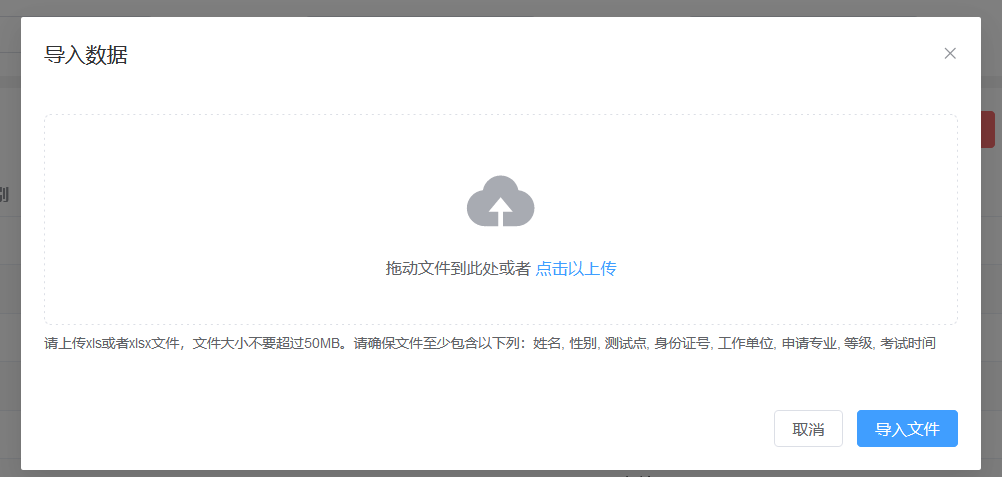 导入数据
拖动文件到此处或者 点击以上传
请上传xls或者xlsx文件，文件大小不要超过50MB。请确保文件至少包含以下列：姓名, 性别, 测试点, 身份证号, 工作单位, 申请专业, 等级, 考试时间
取消
导入文件